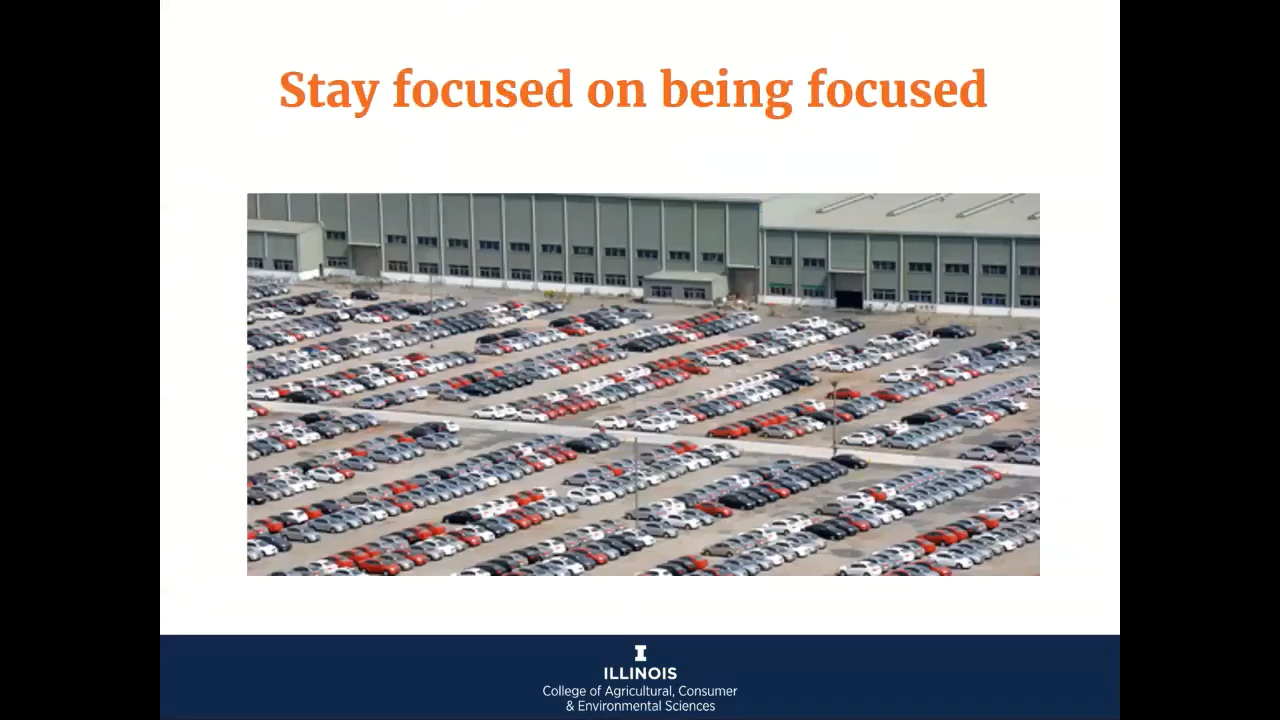 Stay focused on being focused
I
ILLINOIS
College of Agricultural, Consumer
& Environmental Sciences